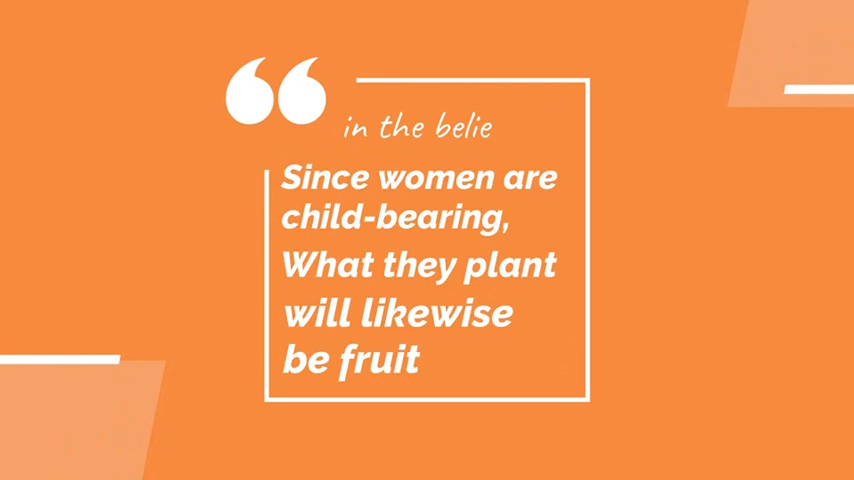 in the belie
Since women are
child-bearing,
What they plant
will likewise
be fruit